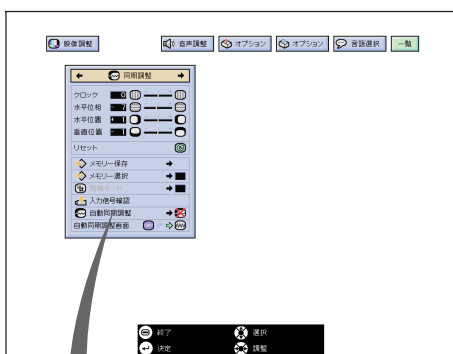 映像調整 音声調整 オプション オプション 言語選択 一覧
同期調整
クロック
水平位相
水平位置
垂直位置
リセット
メモリー保存
メモリー選択
入力信号確認
自動同期調整
自動同期調整画面
終了 選択
決定 調整